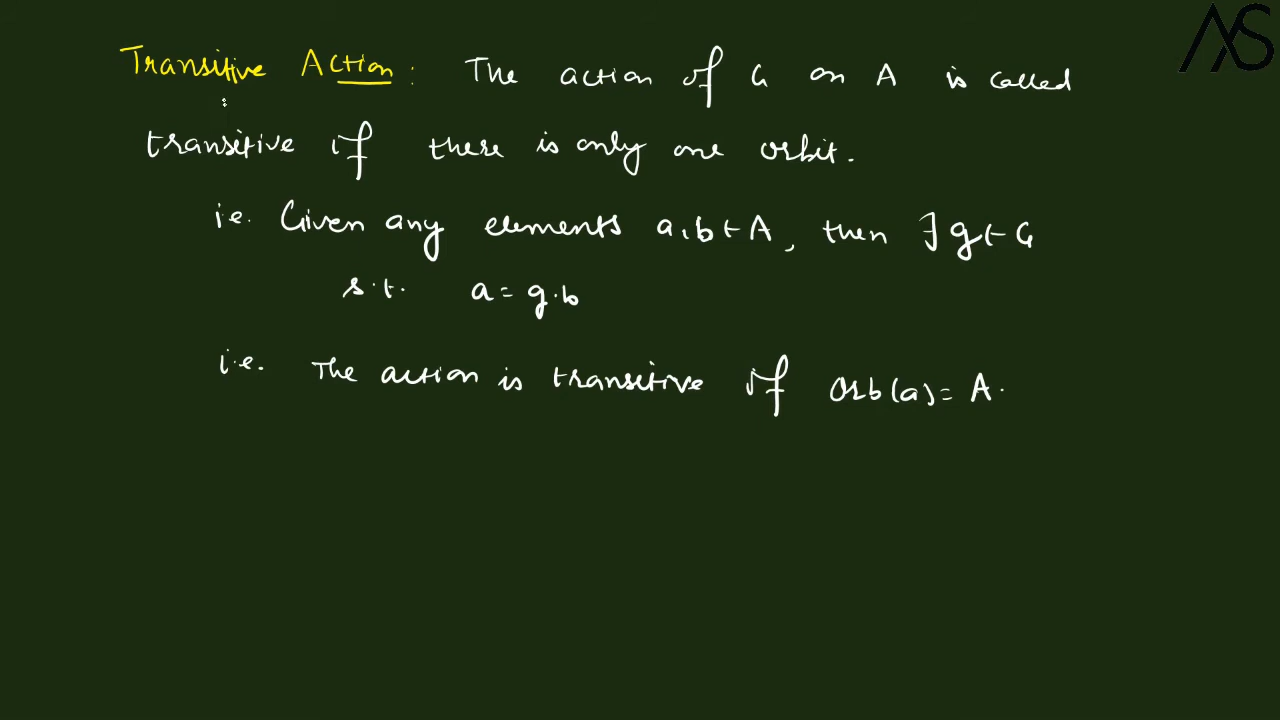 Transitive Action : The action of G on A is called
transitive if there is only one orbit.
i.e. Given any elements a, b ∈ A, then ∃ g ∈ G
s.t. a = g.b
i.e. The action is transitive if Orb(a) = A.
NS